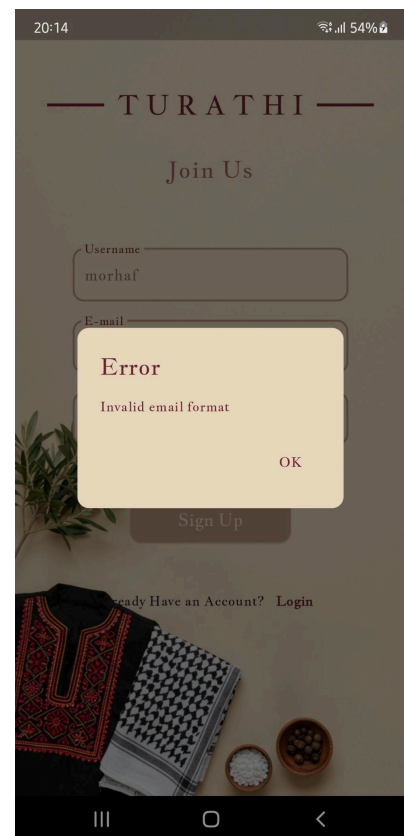 20:14
54%
TURATHI
Join Us
Username
morhaf
E-mail
Error
Invalid email format
OK
Sign Up
ready Have an Account? Login